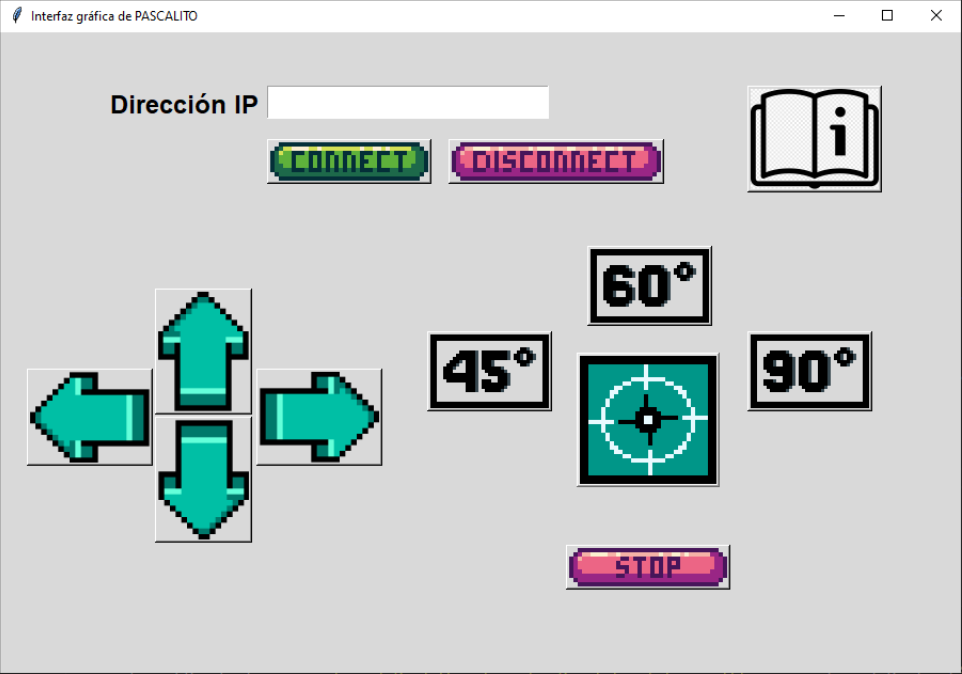 Interfaz gráfica de PASCALITO
Dirección IP
CONNECT DISCONNECT
i
60°
45° 90°
STOP